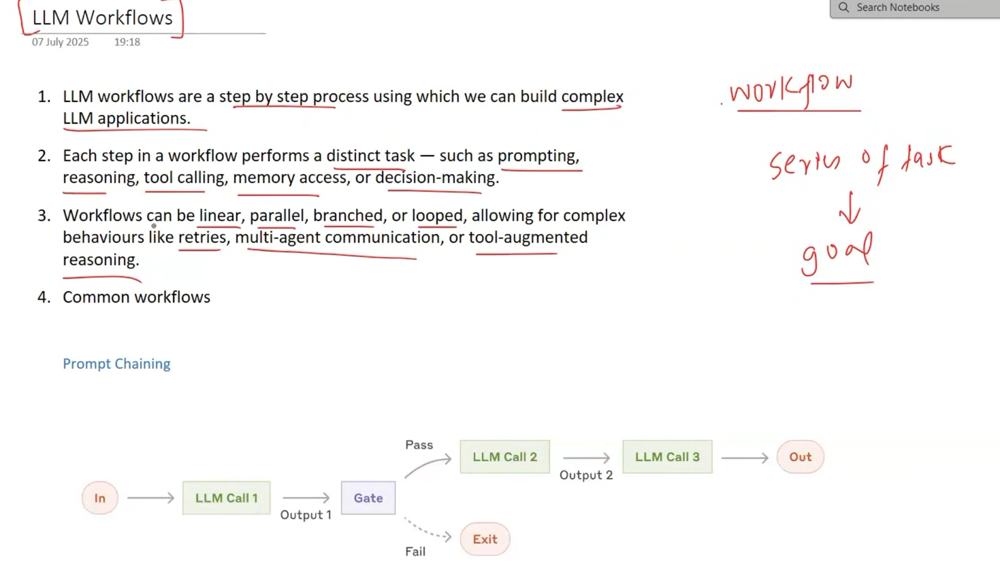 LLM Workflows
Search Notebooks
07 July 2025 19:18
1. LLM workflows are a step by step process using which we can build complex
LLM applications.
2. Each step in a workflow performs a distinct task — such as prompting,
reasoning, tool calling, memory access, or decision-making.
3. Workflows can be linear, parallel, branched, or looped, allowing for complex
behaviours like retries, multi-agent communication, or tool-augmented
reasoning.
4. Common workflows
workflow
series of task
goal
Prompt Chaining
In
LLM Call 1
Output 1
Gate
Pass
LLM Call 2
Output 2
LLM Call 3
Out
Fail
Exit